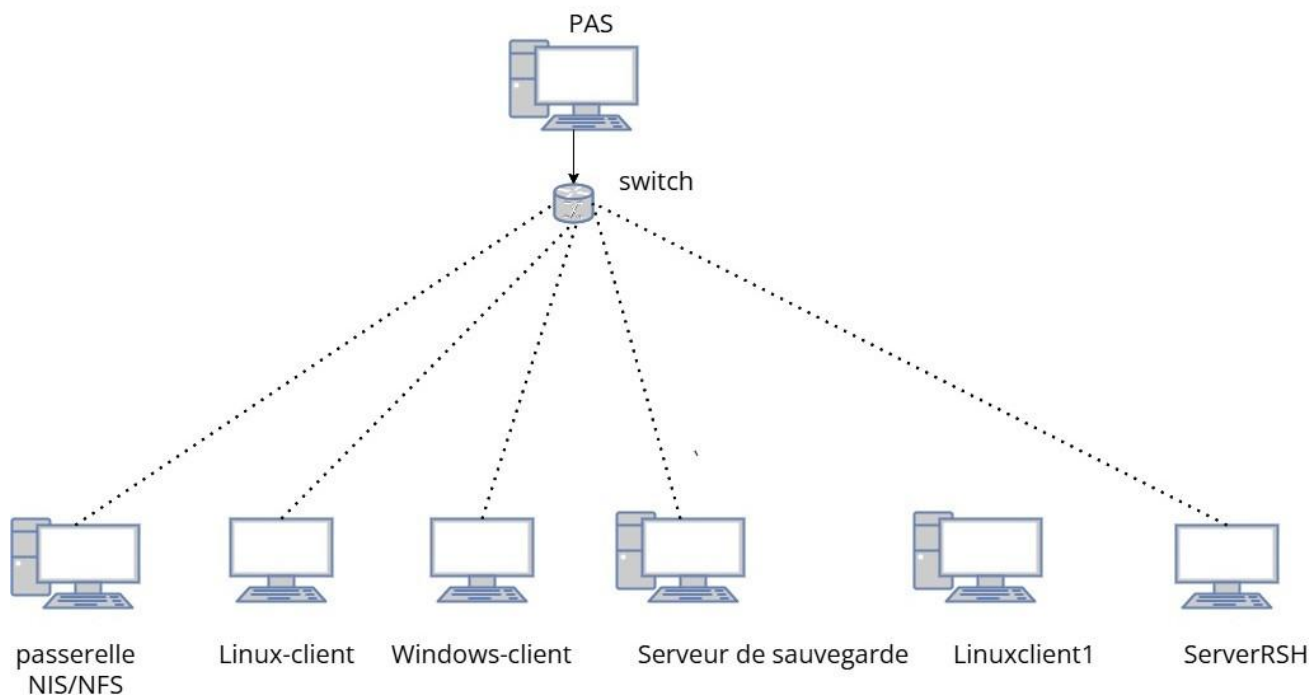 PAS
switch
passerelle
NIS/NFS
Linux-client
Windows-client
Serveur de sauvegarde
Linuxclient1
ServerRSH